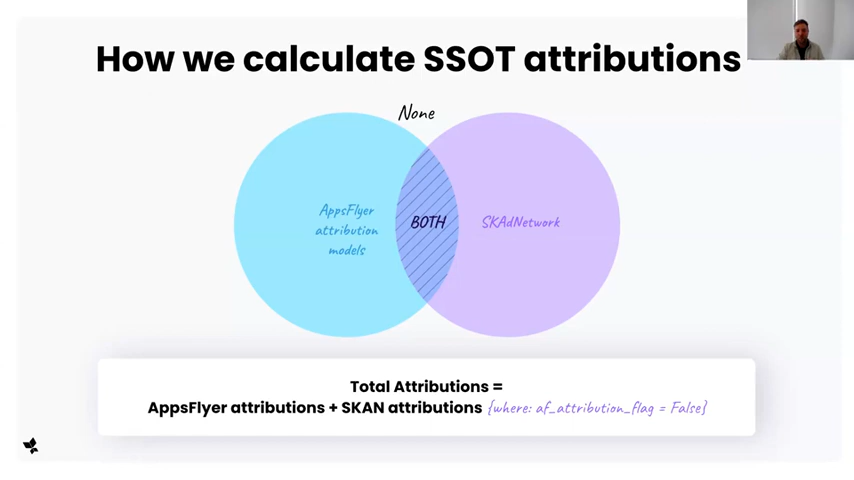 How we calculate SSOT attributions
None
AppsFlyer
attribution
models
BOTH
SKAdNetwork
Total Attributions =
AppsFlyer attributions + SKAN attributions {where: af_attribution_flag = False}